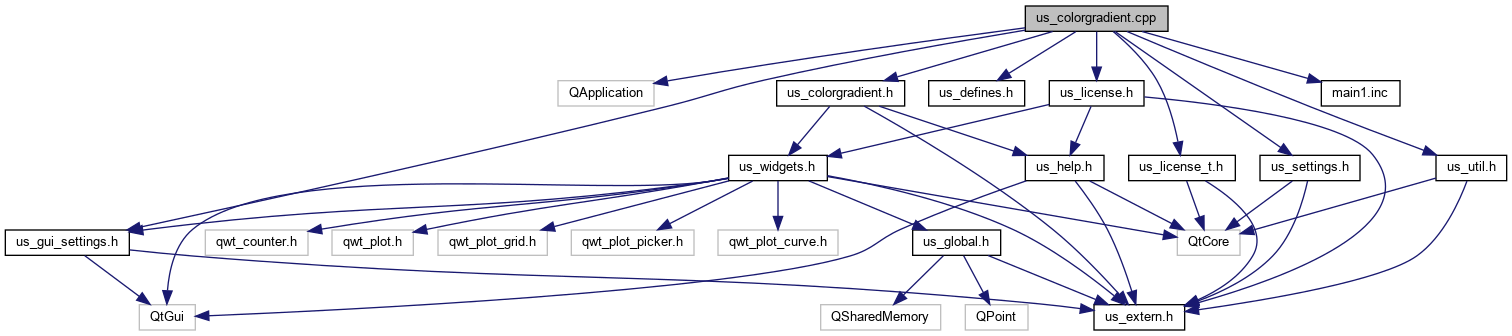 us_colorgradient.cpp
QApplication
us_colorgradient.h
us_defines.h
us_license.h
main1.inc
us_widgets.h
us_help.h
us_license_t.h
us_settings.h
us_util.h
us_gui_settings.h
qwt_counter.h
qwt_plot.h
qwt_plot_grid.h
qwt_plot_picker.h
qwt_plot_curve.h
us_global.h
QtCore
QtGui
QSharedMemory
QPoint
us_extern.h